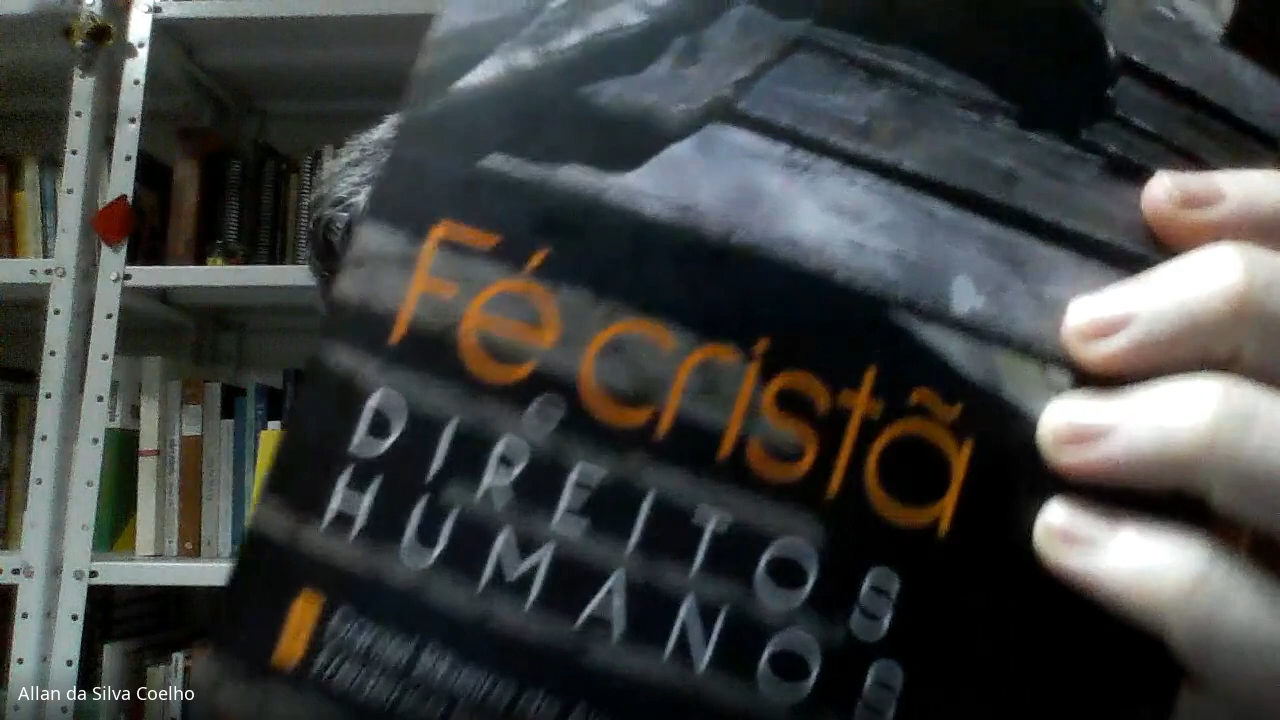 Fé cristã
e
DIREITOS
HUMANOS
Allan da Silva Coelho